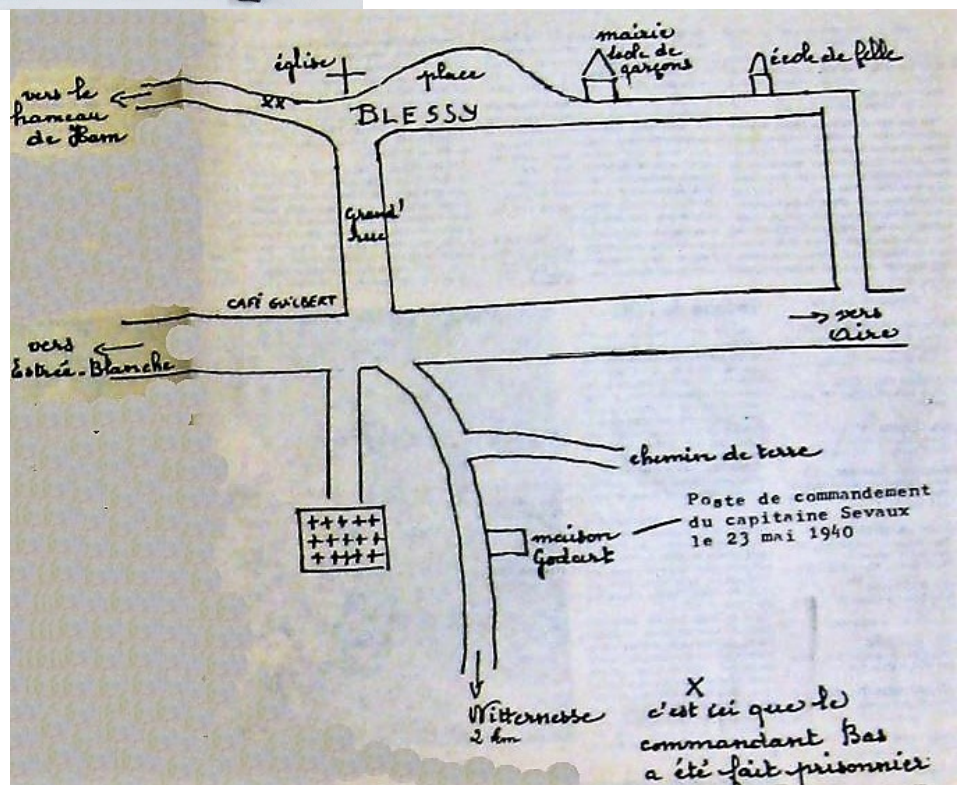 mairie
école de
garçons
église
place
école de fille
vers le
hameau
de Ham
xx
BLESSY
Grand'
rue
CAFÉ GUILBERT
vers
Aire
vers
Estrée-Blanche
chemin de terre
Poste de commandement
du capitaine Sevaux
le 23 mai 1940
maison
Godart
Witternesse
2 km
X
c'est ici que le
commandant Bas
a été fait prisonnier